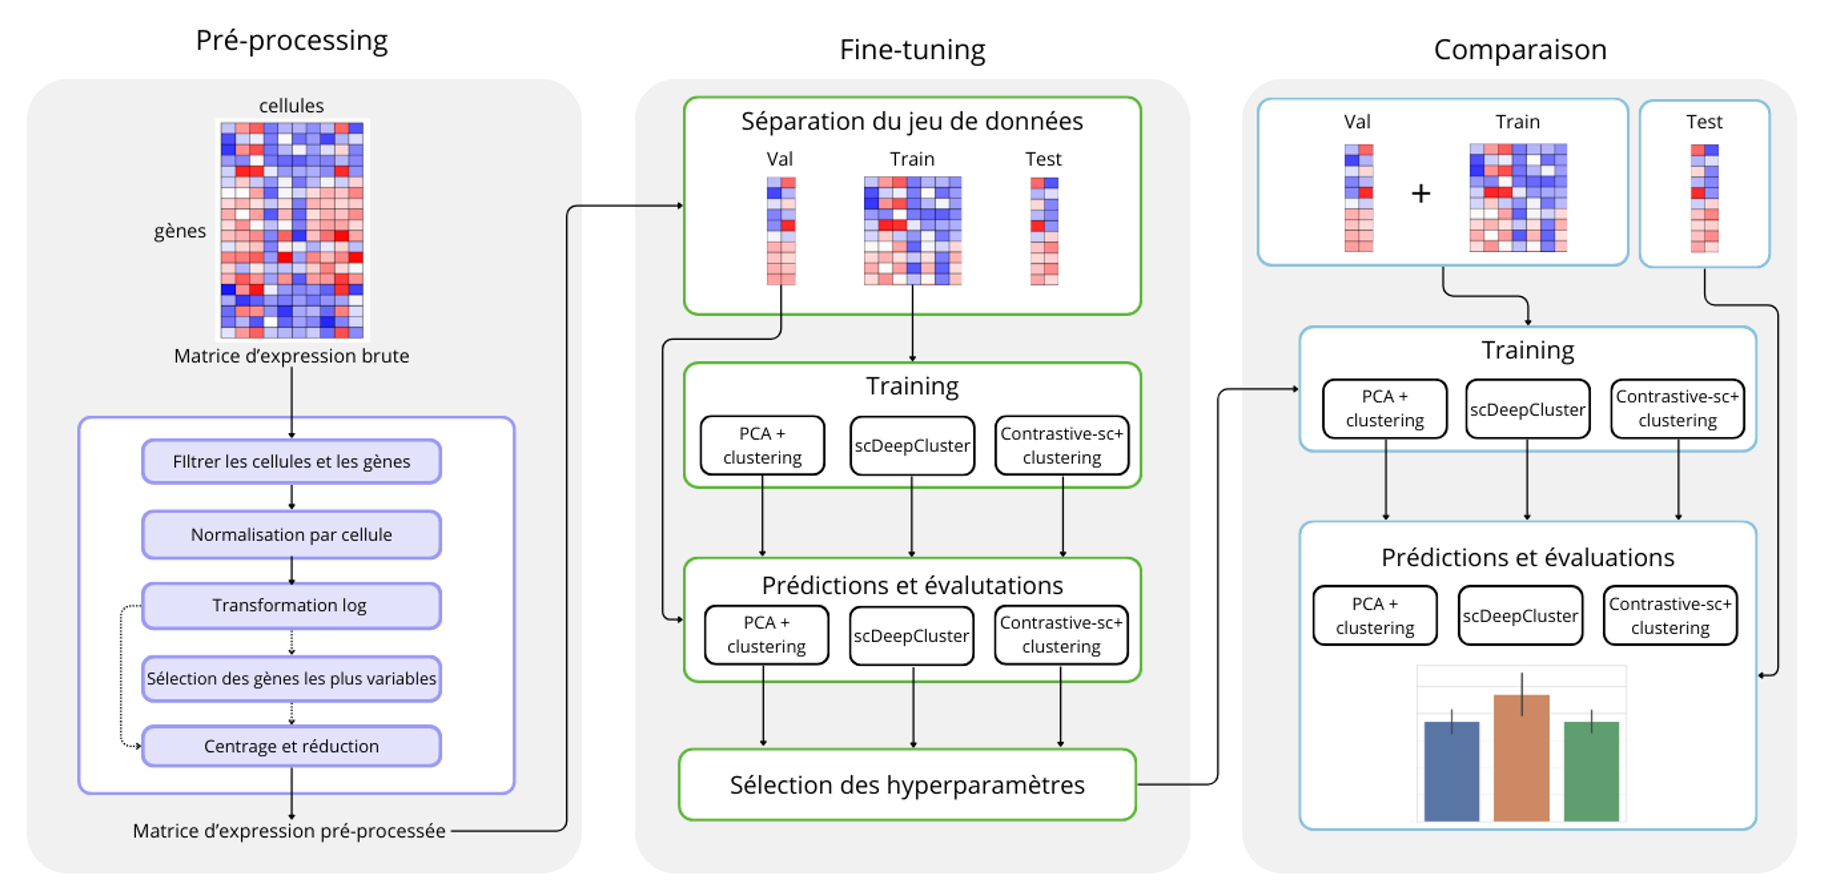 Pré-processing
cellules
gènes
Matrice d'expression brute
FIltrer les cellules et les gènes
Normalisation par cellule
Transformation log
Sélection des gènes les plus variables
Centrage et réduction
Matrice d'expression pré-processée
Fine-tuning
Séparation du jeu de données
Val
Train
Test
Training
PCA +
clustering
scDeepCluster
Contrastive-sc+
clustering
Prédictions et évalutations
PCA +
clustering
scDeepCluster
Contrastive-sc+
clustering
Sélection des hyperparamètres
Comparaison
Val
+
Train
Test
Training
PCA +
clustering
scDeepCluster
Contrastive-sc+
clustering
Prédictions et évaluations
PCA +
clustering
scDeepCluster
Contrastive-sc+
clustering